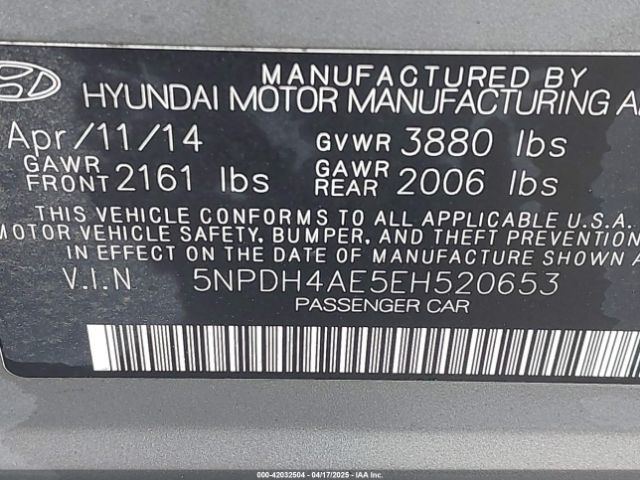 MANUFACTURED BY
HYUNDAI MOTOR MANUFACTURING
Apr/11/14 GVWR 3880 lbs
GAWR FRONT 2161 lbs GAWR REAR 2006 lbs
THIS VEHICLE CONFORMS TO ALL APPLICABLE U.S.A.
MOTOR VEHICLE SAFETY, BUMPER, AND THEFT PREVENTION
IN EFFECT ON THE DATE OF MANUFACTURE SHOWN
V.I.N 5NPDH4AE5EH520653
PASSENGER CAR
000-42032504 - 04/17/2025 - IAAI.COM